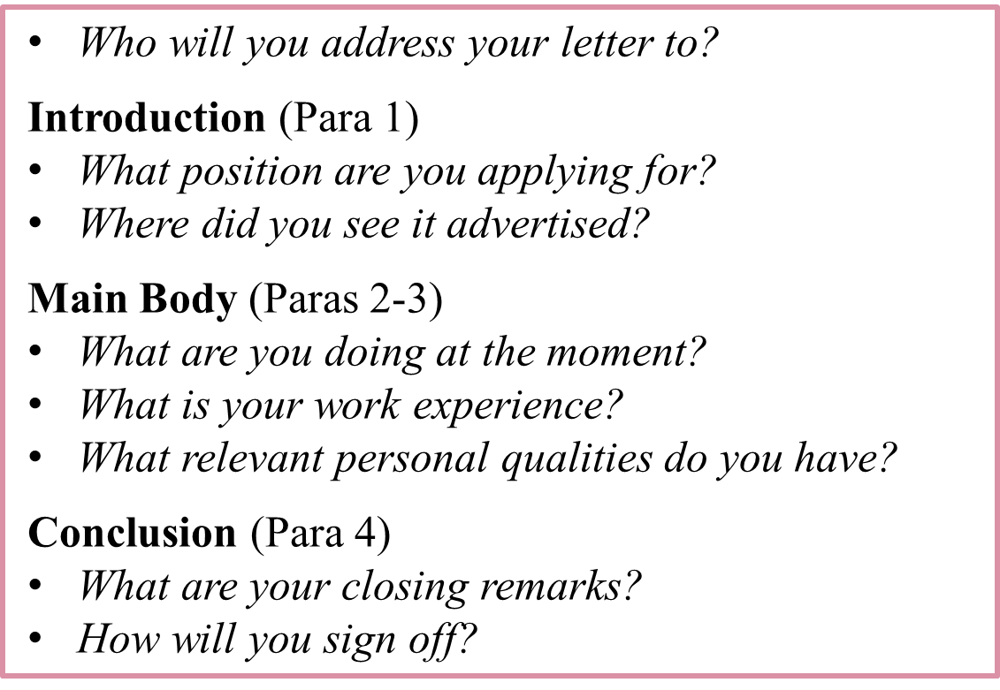 • Who will you address your letter to?
Introduction (Para 1)
• What position are you applying for?
• Where did you see it advertised?
Main Body (Paras 2-3)
• What are you doing at the moment?
• What is your work experience?
• What relevant personal qualities do you have?
Conclusion (Para 4)
• What are your closing remarks?
• How will you sign off?